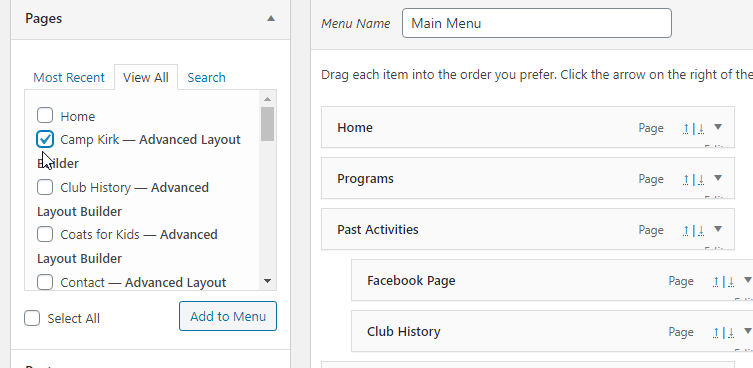 Pages
Most Recent View All Search
Home
Camp Kirk — Advanced Layout
Builder
Club History — Advanced
Layout Builder
Coats for Kids — Advanced
Layout Builder
Contact — Advanced Layout
Select All Add to Menu
Menu Name Main Menu
Drag each item into the order you prefer. Click the arrow on the right of the
Home Page ↑|↓
Programs Page ↑|↓
Past Activities Page ↑|↓
Facebook Page Page ↑|↓
Club History Page ↑|↓